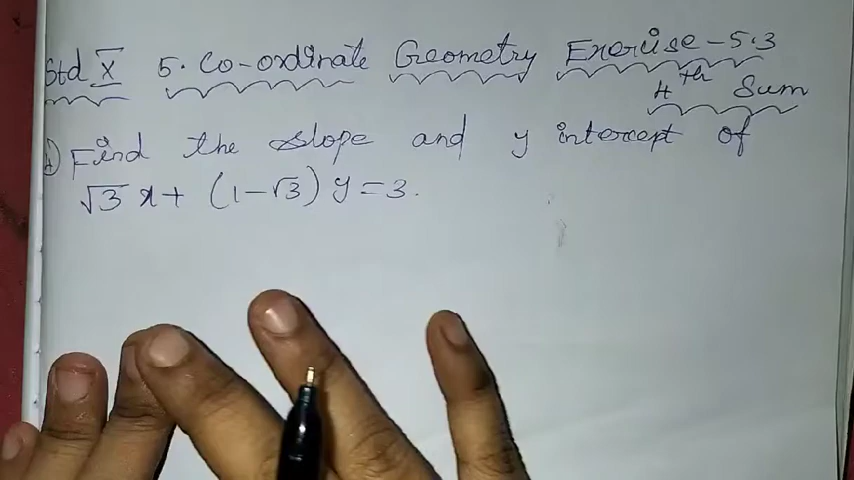 Std X 5. Co-ordinate Geometry Exercise-5.3
4th Sum
4) Find the slope and y intercept of
√3 x + (1-√3) y = 3.